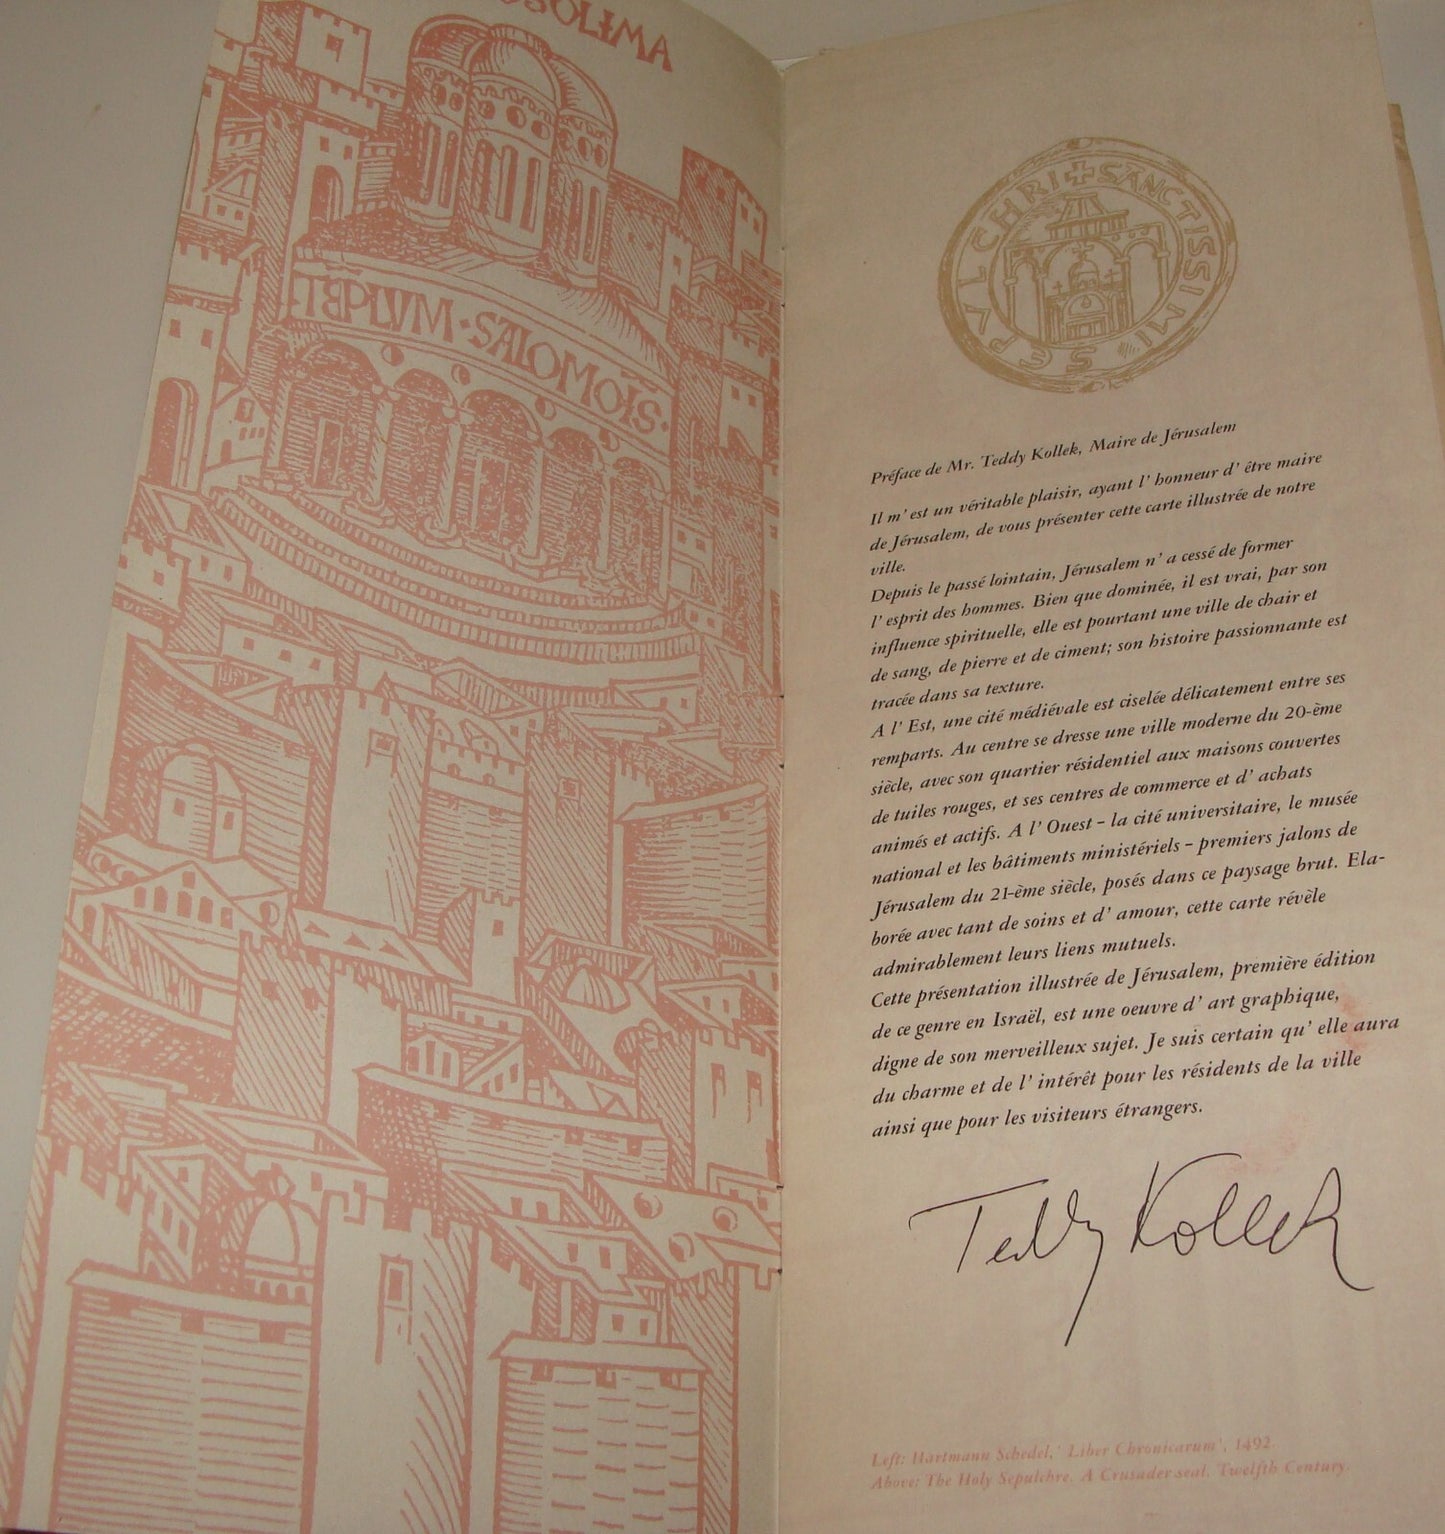 OSOLIMA
TEPLVM · SALOMOIS ·
SEPVLCHRI + SANCTISSIMI
Préface de Mr. Teddy Kollek, Maire de Jérusalem
Il m' est un véritable plaisir, ayant l' honneur d' être maire
de Jérusalem, de vous présenter cette carte illustrée de notre
ville.
Depuis le passé lointain, Jérusalem n' a cessé de former
l' esprit des hommes. Bien que dominée, il est vrai, par son
influence spirituelle, elle est pourtant une ville de chair et
de sang, de pierre et de ciment; son histoire passionnante est
tracée dans sa texture.
A l' Est, une cité médiévale est ciselée délicatement entre ses
remparts. Au centre se dresse une ville moderne du 20-ème
siècle, avec son quartier résidentiel aux maisons couvertes
de tuiles rouges, et ses centres de commerce et d' achats
animés et actifs. A l' Ouest – la cité universitaire, le musée
national et les bâtiments ministériels – premiers jalons de
Jérusalem du 21-ème siècle, posés dans ce paysage brut. Ela-
borée avec tant de soins et d' amour, cette carte révèle
admirablement leurs liens mutuels.
Cette présentation illustrée de Jérusalem, première édition
de ce genre en Israël, est une oeuvre d' art graphique,
digne de son merveilleux sujet. Je suis certain qu' elle aura
du charme et de l' intérêt pour les résidents de la ville
ainsi que pour les visiteurs étrangers.
Teddy Kollek
Left: Hartmann Schedel, ' Liber Chronicarum', 1492.
Above: The Holy Sepulchre. A Crusader seal. Twelfth Century.